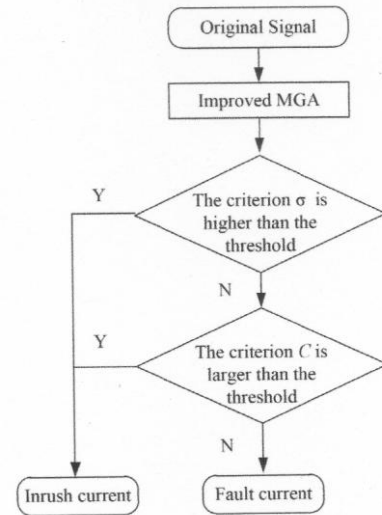 Original Signal
Improved MGA
Y
The criterion σ is
higher than the
threshold
N
Y
The criterion C is
larger than the
threshold
N
Inrush current
Fault current